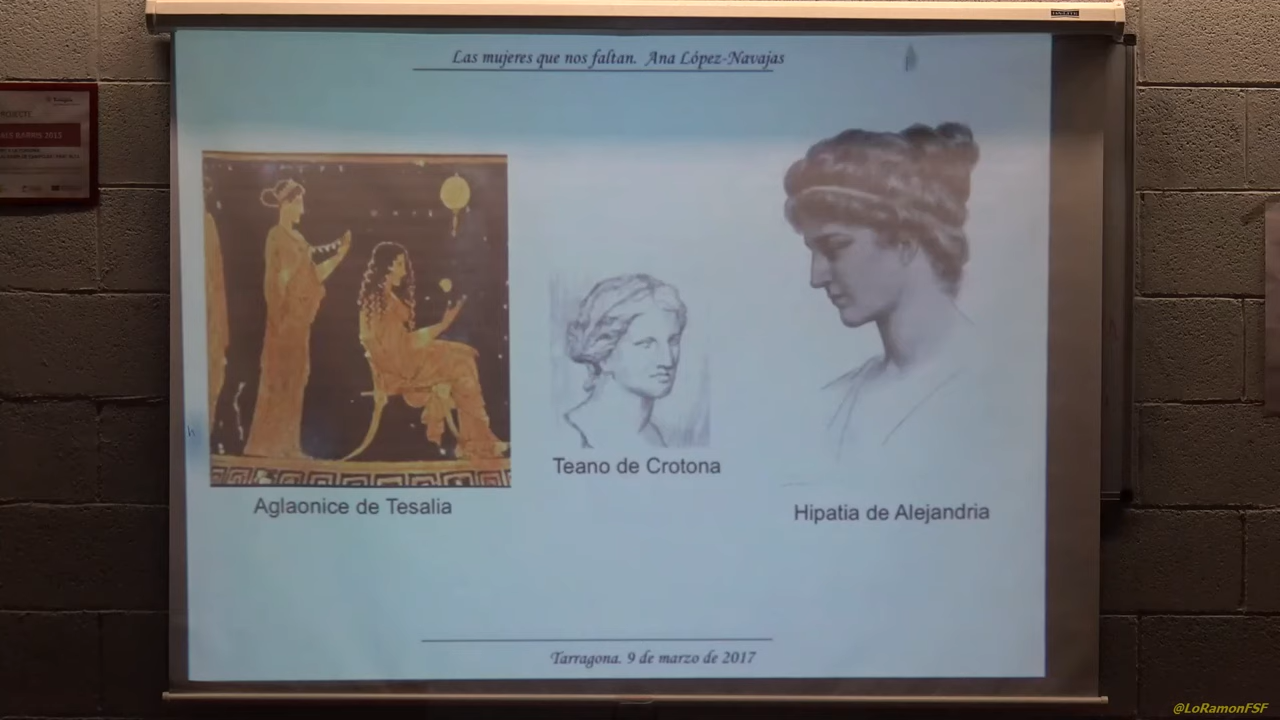 Las mujeres que nos faltan. Ana López-Navajas
Aglaonice de Tesalia
Teano de Crotona
Hipatia de Alejandria
Tarragona. 9 de marzo de 2017
@LoRamonFSF